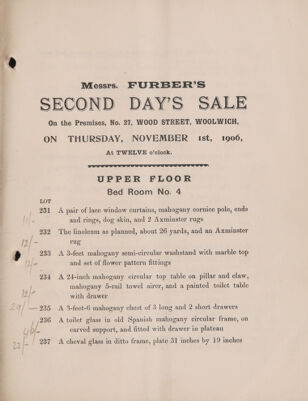 Messrs. FURBER'S
SECOND DAY'S SALE
On the Premises, No. 27, WOOD STREET, WOOLWICH,
ON THURSDAY, NOVEMBER 1st, 1906,
At TWELVE o'clock.
UPPER FLOOR
Bed Room No. 4
LOT
231 A pair of lace window curtains, mahogany cornice pole, ends
and rings, dog skin, and 2 Axminster rugs
232 The linoleum as planned, about 26 yards, and an Axminster
rug
12/-
233 A 3-feet mahogany semi-circular washstand with marble top
and set of flower pattern fittings
234 A 24-inch mahogany circular top table on pillar and claw,
mahogany 5-rail towel airer, and a painted toilet table
12/-
with drawer
235 A 3-feet-6 mahogany chest of 3 long and 2 short drawers
236 A toilet glass in old Spanish mahogany circular frame, on
carved support, and fitted with drawer in plateau
237 A cheval glass in ditto frame, plate 31 inches by 19 inches